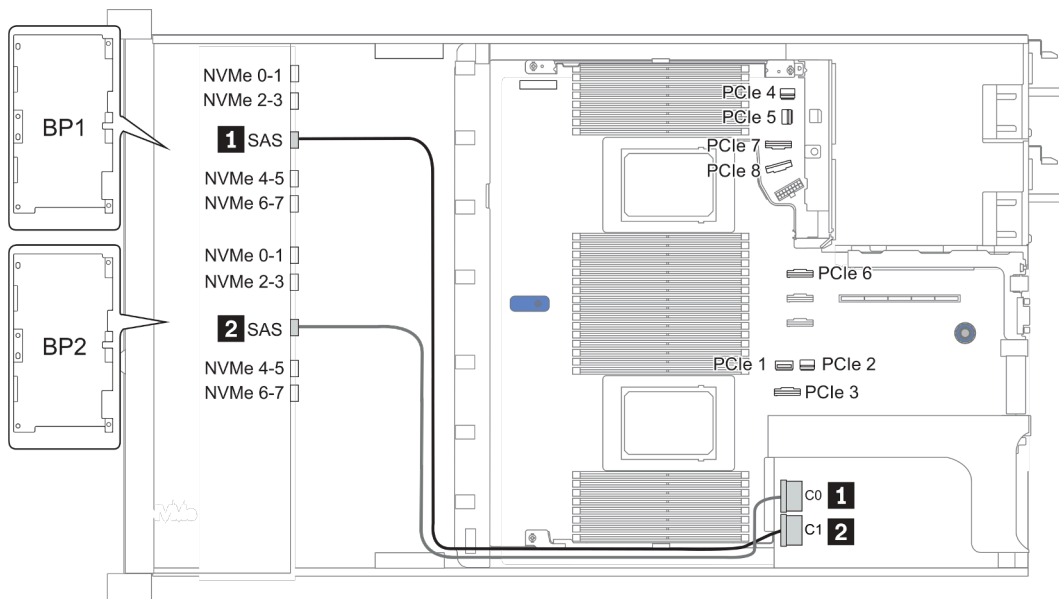 BP1
NVMe 0-1
NVMe 2-3
1 SAS
NVMe 4-5
NVMe 6-7
BP2
NVMe 0-1
NVMe 2-3
2 SAS
NVMe 4-5
NVMe 6-7
PCIe 4
PCIe 5
PCIe 7
PCIe 8
PCIe 6
PCIe 1
PCIe 2
PCIe 3
C0 1
C1 2
NVMe